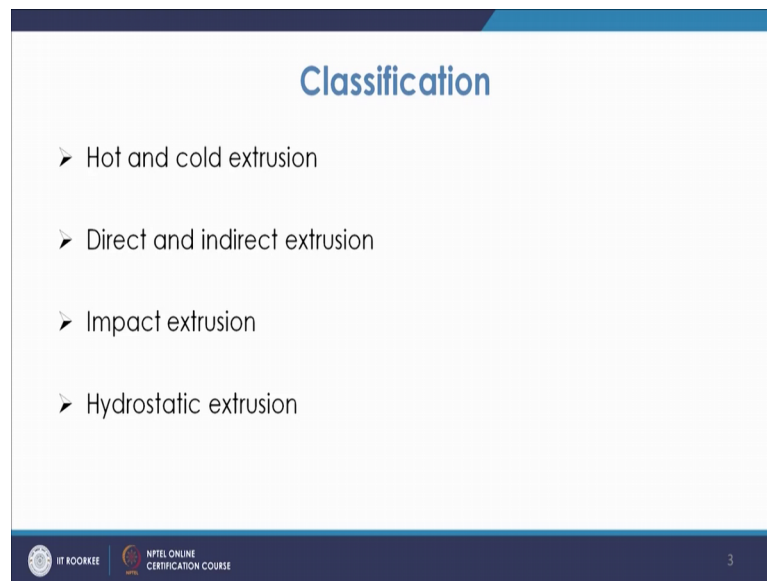 Classification
➢ Hot and cold extrusion
➢ Direct and indirect extrusion
➢ Impact extrusion
➢ Hydrostatic extrusion
IIT ROORKEE
NPTEL ONLINE
CERTIFICATION COURSE
3